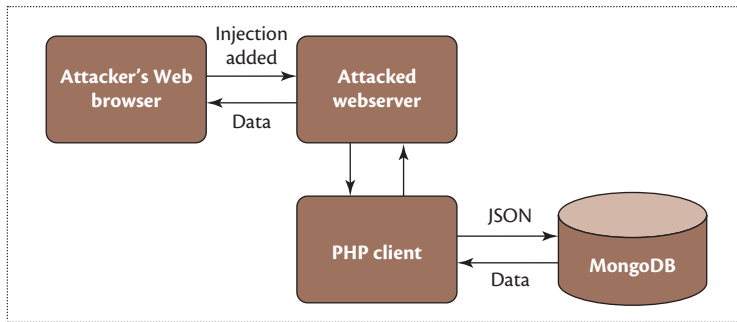 Injection
added
Attacker's Web
browser
Attacked
webserver
Data
PHP client
JSON
MongoDB
Data